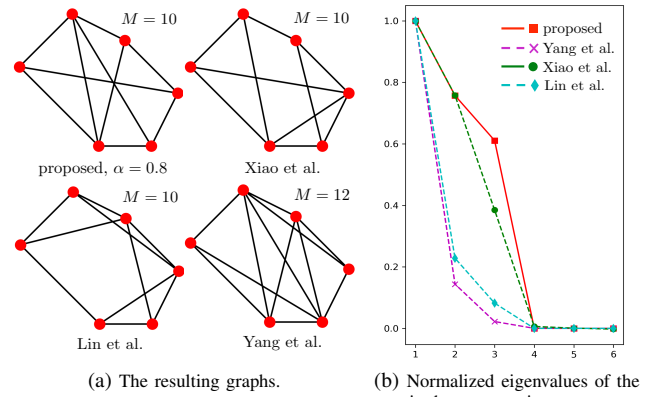 M = 10
M = 10
proposed, α = 0.8
Xiao et al.
M = 10
M = 12
Lin et al.
Yang et al.
(a) The resulting graphs.
proposed
Yang et al.
Xiao et al.
Lin et al.
1.0
0.8
0.6
0.4
0.2
0.0
1 2 3 4 5 6
(b) Normalized eigenvalues of the